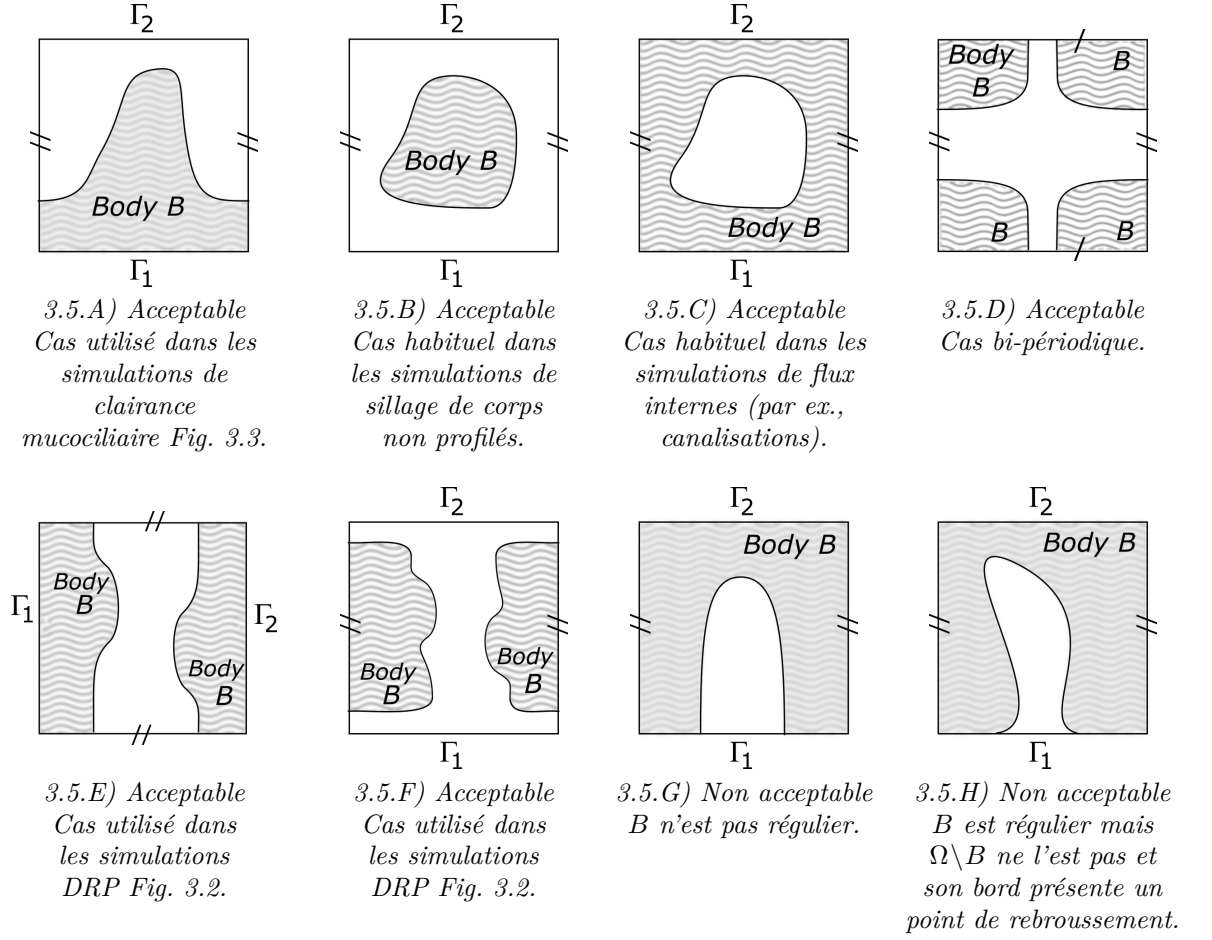 Γ2
Body B
Γ1
3.5.A) Acceptable
Cas utilisé dans les
simulations de
clairance
mucociliaire Fig. 3.3.
Γ2
Body B
Γ1
3.5.B) Acceptable
Cas habituel dans
les simulations de
sillage de corps
non profilés.
Γ2
Body B
Γ1
3.5.C) Acceptable
Cas habituel dans les
simulations de flux
internes (par ex.,
canalisations).
Body
B
B
B
B
3.5.D) Acceptable
Cas bi-périodique.
Γ1
Body
B
Γ2
Body
B
3.5.E) Acceptable
Cas utilisé dans
les simulations
DRP Fig. 3.2.
Γ2
Body
B
Body
B
Γ1
3.5.F) Acceptable
Cas utilisé dans
les simulations
DRP Fig. 3.2.
Γ2
Body B
Γ1
3.5.G) Non acceptable
B n'est pas régulier.
Γ2
Body B
Γ1
3.5.H) Non acceptable
B est régulier mais
Ω\B ne l'est pas et
son bord présente un
point de rebroussement.